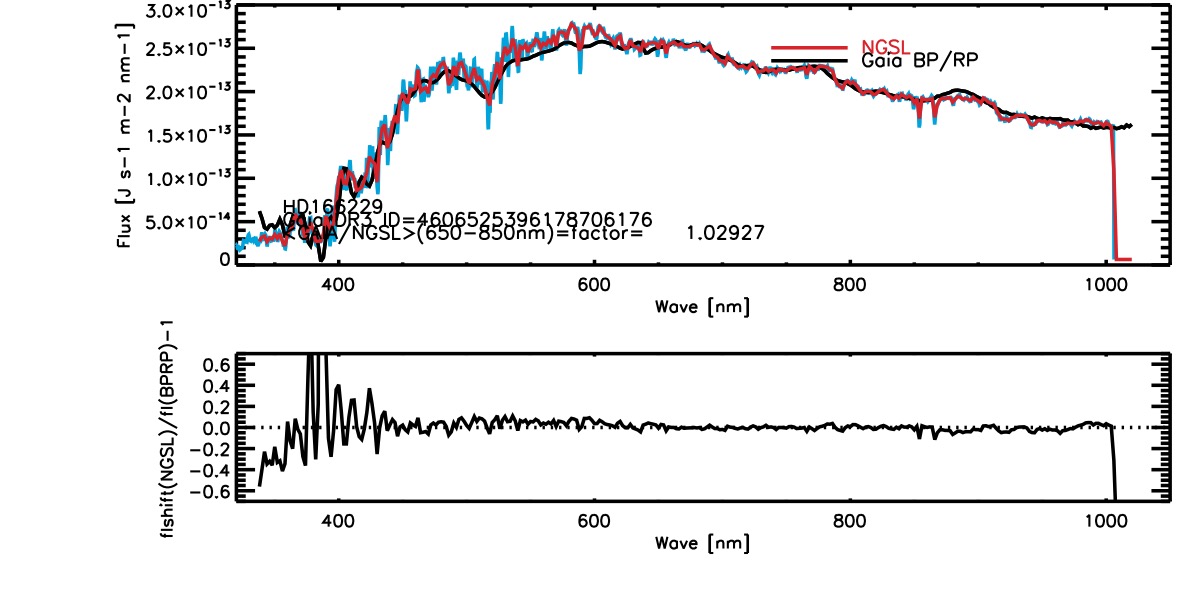 3.0×10−13
2.5×10−13
2.0×10−13
1.5×10−13
1.0×10−13
5.0×10−14
0
Flux [J s−1 m−2 nm−1]
NGSL
Gaia BP/RP
HD166229
Gaia DR3 ID=4606525396178706176
<GAIA/NGSL>(650−850nm)=factor= 1.02927
400 600 800 1000
Wave [nm]
0.6
0.4
0.2
0.0
−0.2
−0.4
−0.6
flshift(NGSL)/fl(BPRP)−1
400 600 800 1000
Wave [nm]